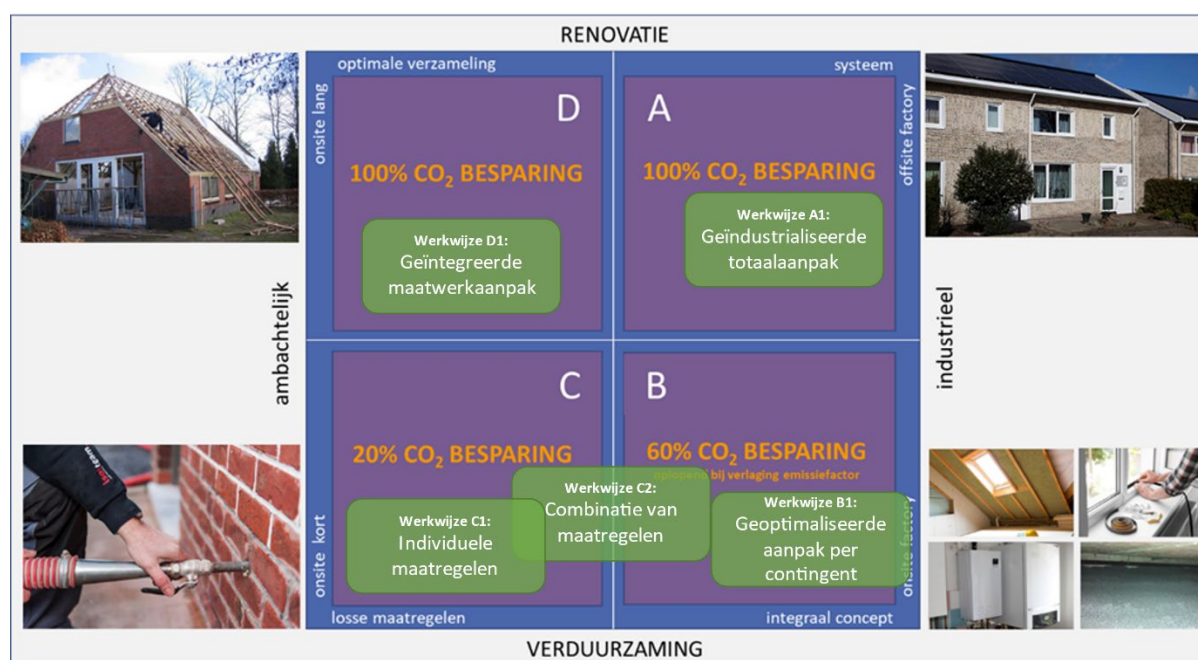 RENOVATIE
optimale verzameling
systeem
onsite lang
offsite factory
D
A
100% CO₂ BESPARING
100% CO₂ BESPARING
Werkwijze D1:
Geïntegreerde
maatwerkaanpak
Werkwijze A1:
Geïndustrialiseerde
totaalaanpak
ambachtelijk
industrieel
C
B
20% CO₂ BESPARING
60% CO₂ BESPARING
oplopend bij verlaging emissiefactor
Werkwijze C1:
Individuele
maatregelen
Werkwijze C2:
Combinatie van
maatregelen
Werkwijze B1:
Geoptimaliseerde
aanpak per
contingent
onsite kort
onsite factory
losse maatregelen
integraal concept
VERDUURZAMING